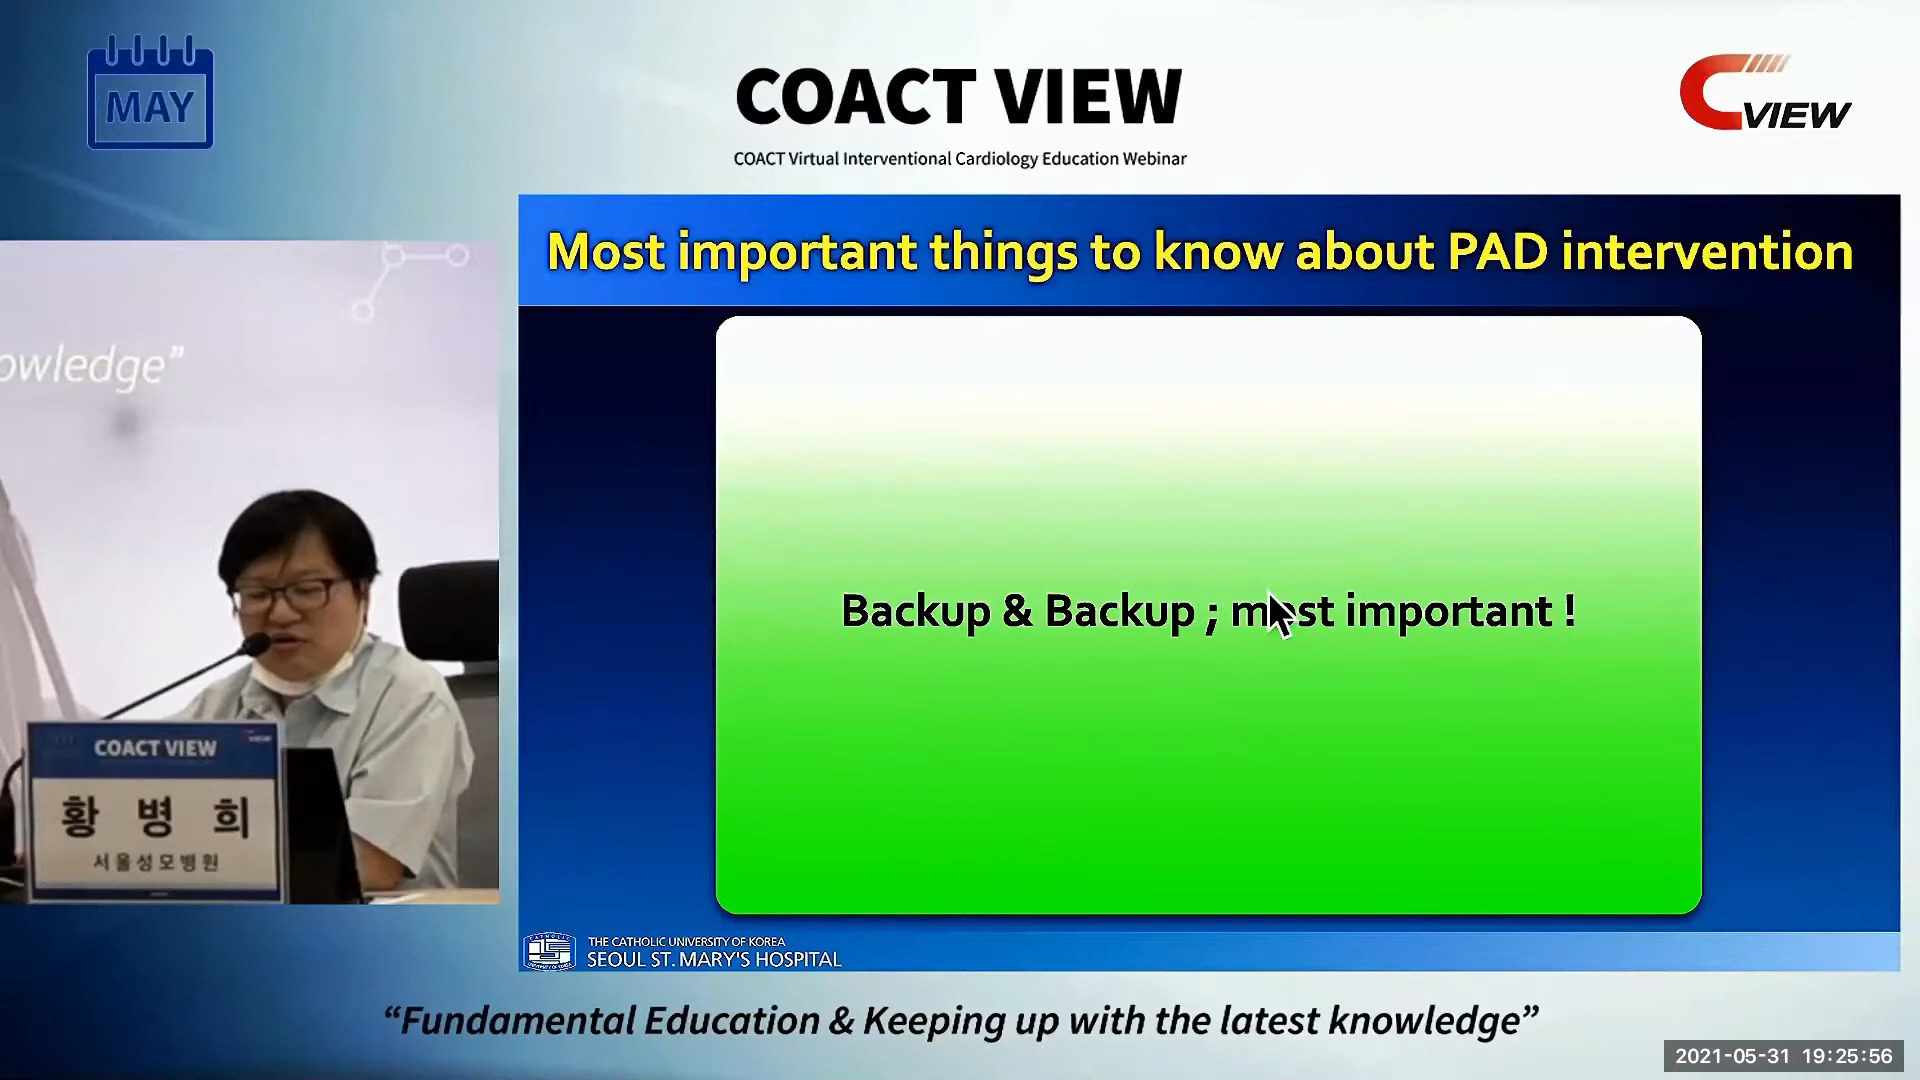 MAY
COACT VIEW
COACT Virtual Interventional Cardiology Education Webinar
CVIEW
Most important things to know about PAD intervention
owledge”
Backup & Backup ; most important !
COACT VIEW
황 병 희
서울성모병원
THE CATHOLIC UNIVERSITY OF KOREA
SEOUL ST. MARY'S HOSPITAL
“Fundamental Education & Keeping up with the latest knowledge”
2021-05-31 19:25:56